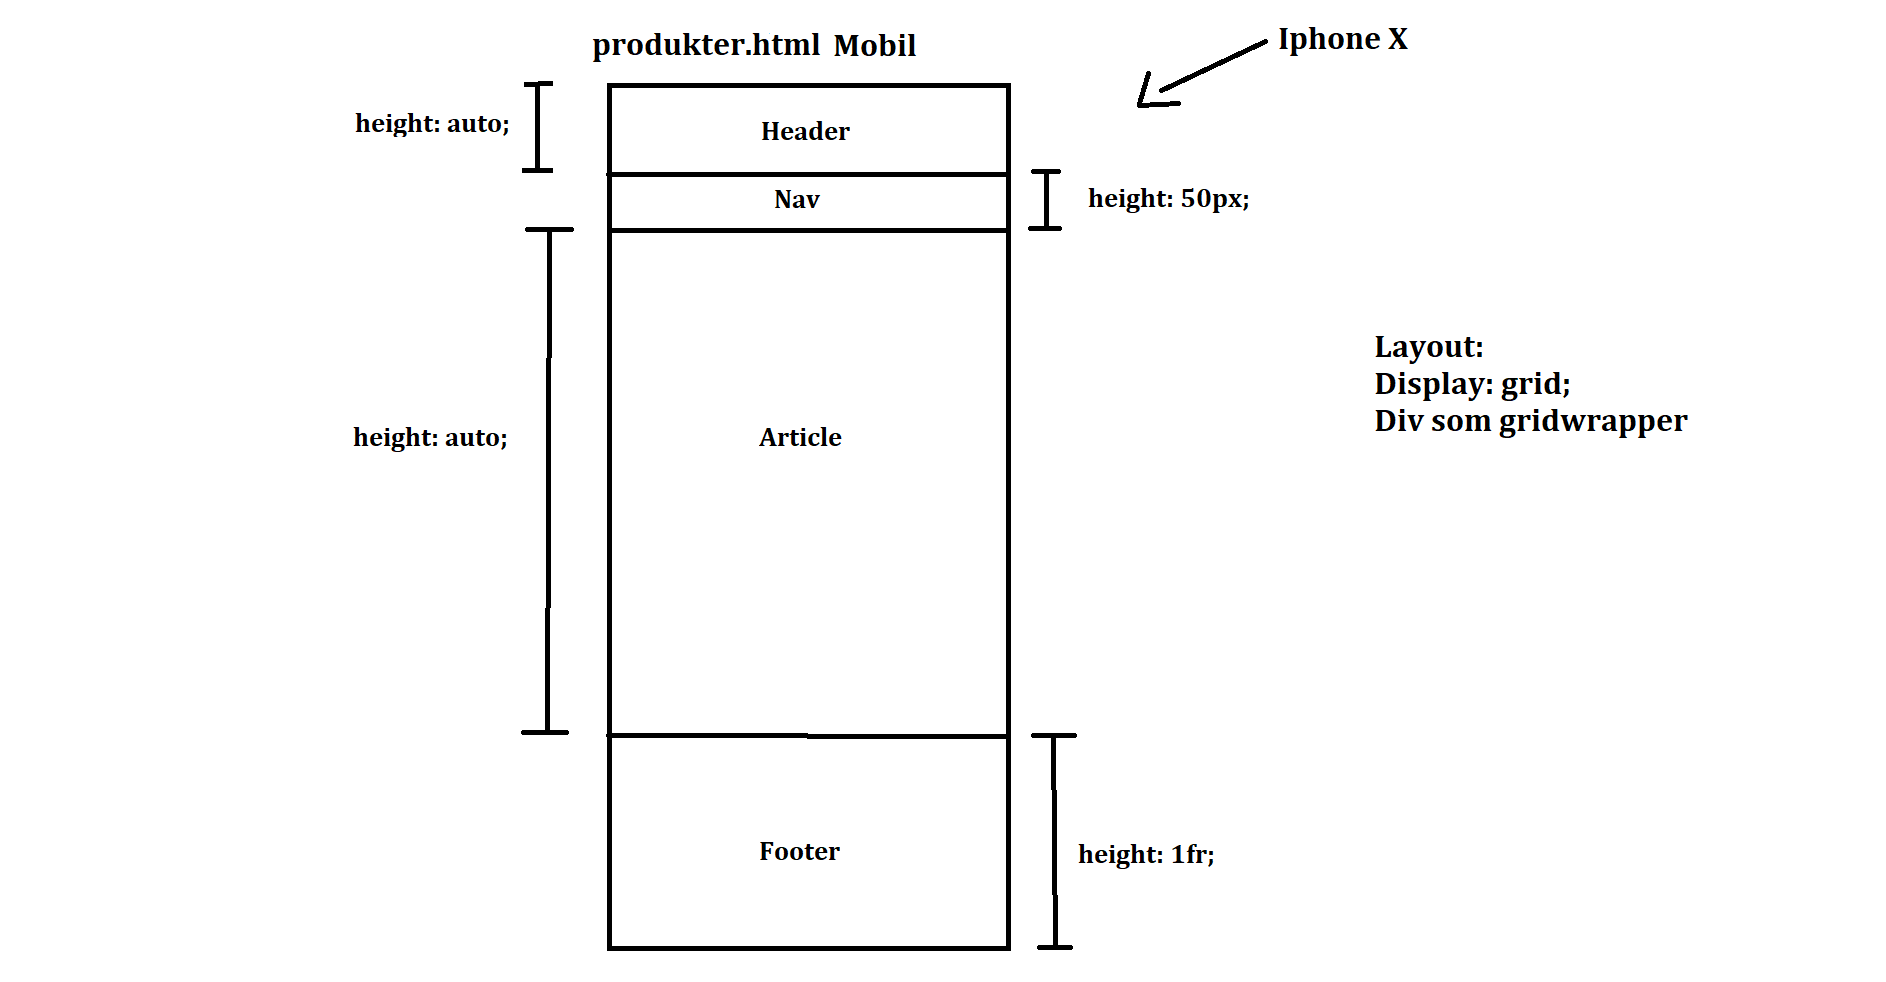 produkter.html Mobil
Iphone X
height: auto;
Header
Nav
height: 50px;
height: auto;
Article
Layout:
Display: grid;
Div som gridwrapper
Footer
height: 1fr;